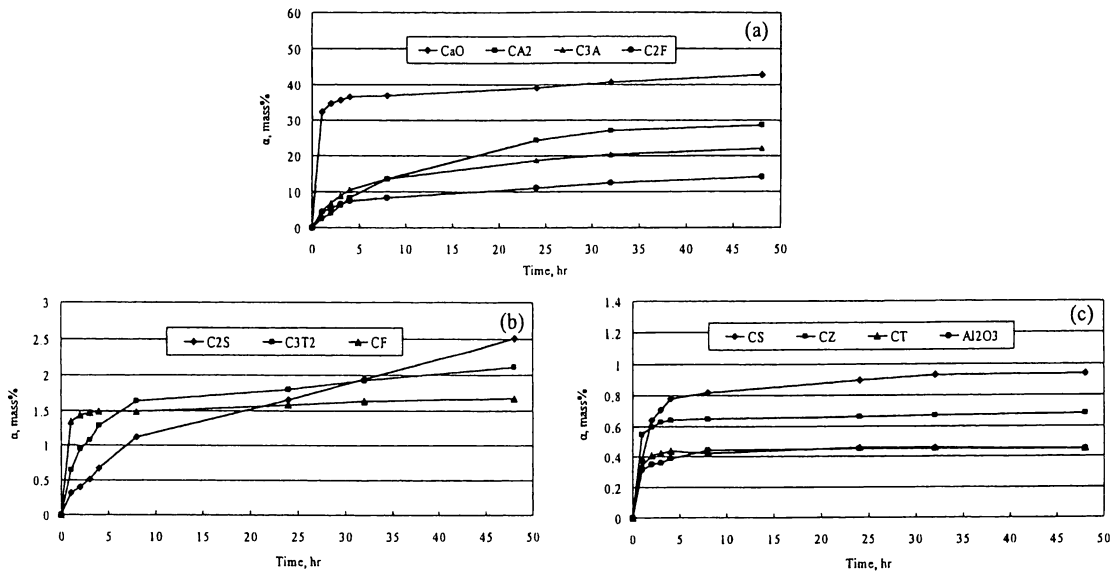 (a)
CaO CA2 C3A C2F
α, mass%
60
50
40
30
20
10
0
0 5 10 15 20 25 30 35 40 45 50
Time, hr
(b)
C2S C3T2 CF
α, mass%
3
2.5
2
1.5
1
0.5
0
0 5 10 15 20 25 30 35 40 45 50
Time, hr
(c)
CS CZ CT Al2O3
α, mass%
1.4
1.2
1
0.8
0.6
0.4
0.2
0
0 5 10 15 20 25 30 35 40 45 50
Time, hr